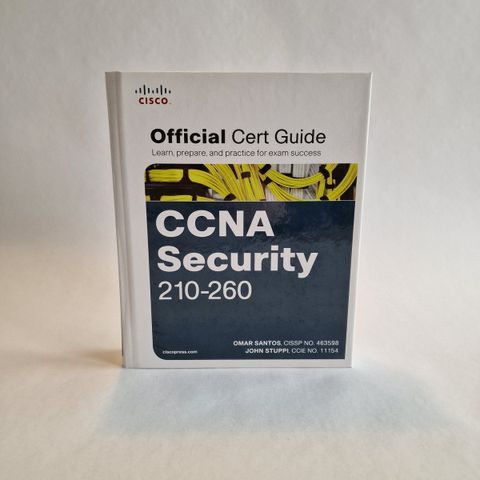 CISCO
Official Cert Guide
Learn, prepare, and practice for exam success
CCNA
Security
210-260
OMAR SANTOS, CISSP NO. 463598
JOHN STUPPI, CCIE NO. 11154
ciscopress.com